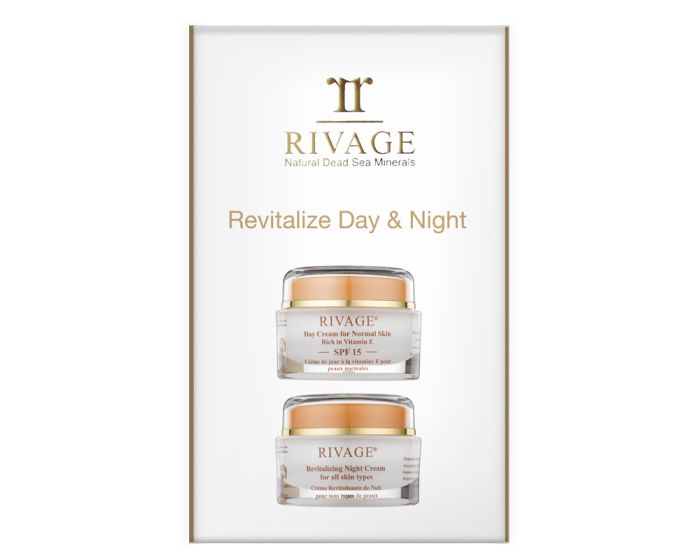 RIVAGE
Natural Dead Sea Minerals
Revitalize Day & Night
RIVAGE®
Day Cream for Normal Skin
Rich in Vitamin E
— SPF 15 —
Crème de jour à la vitamine E pour
peaux normales
RIVAGE®
Revitalizing Night Cream
for all skin types
Crème Revitalisante de Nuit
pour tous types de peaux